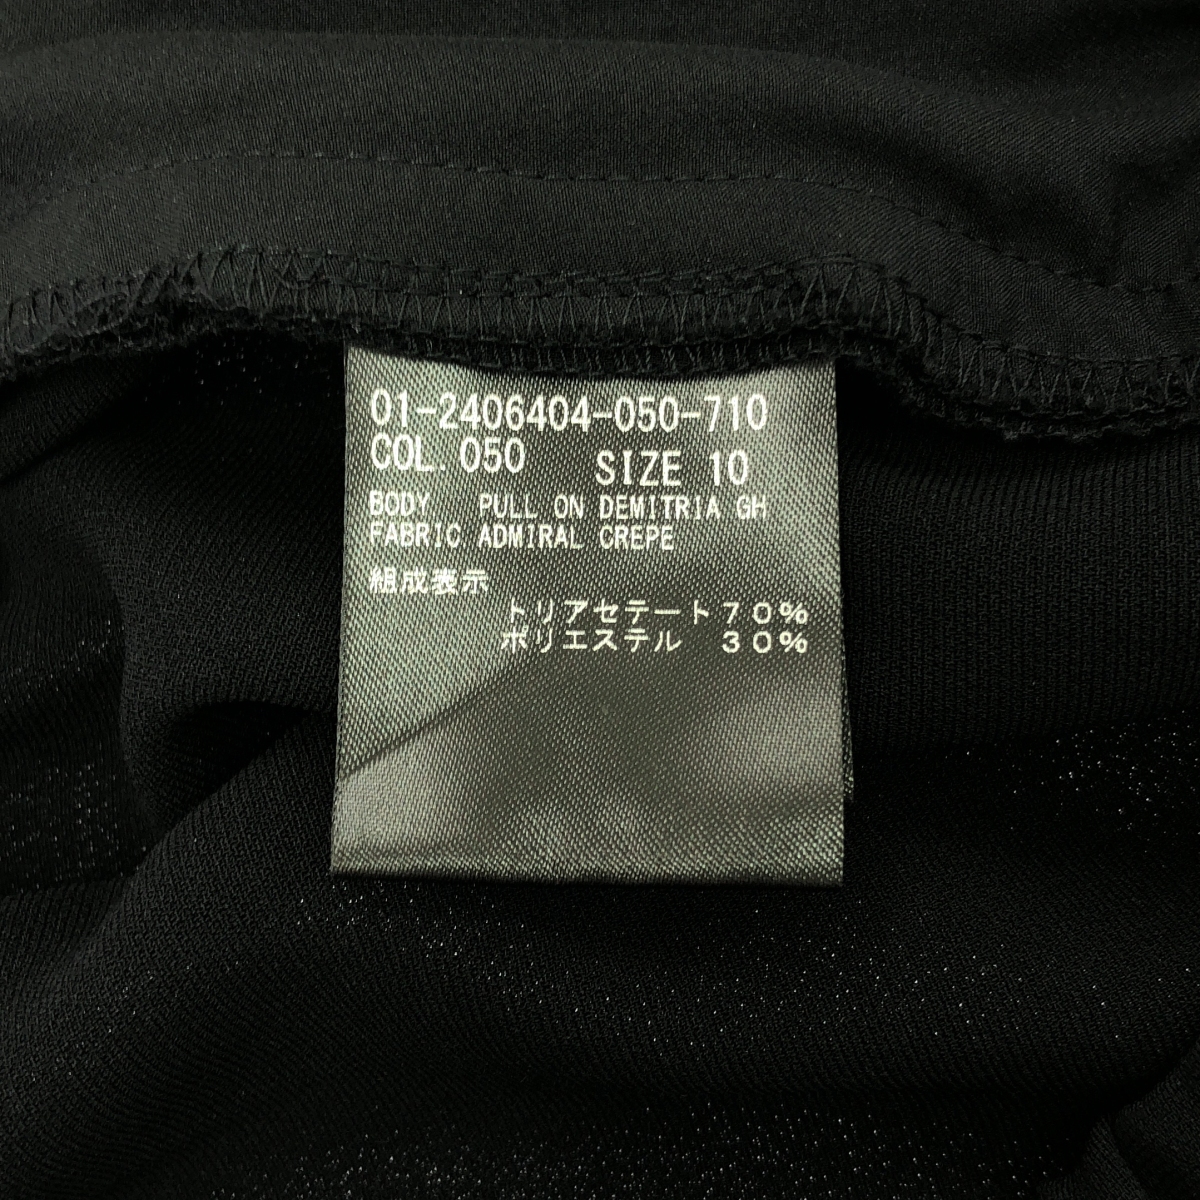 01-2406404-050-710
COL. 050 SIZE 10
BODY PULL ON DEMITRIA GH
FABRIC ADMIRAL CREPE
組成表示
トリアセテート70%
ポリエステル 30%